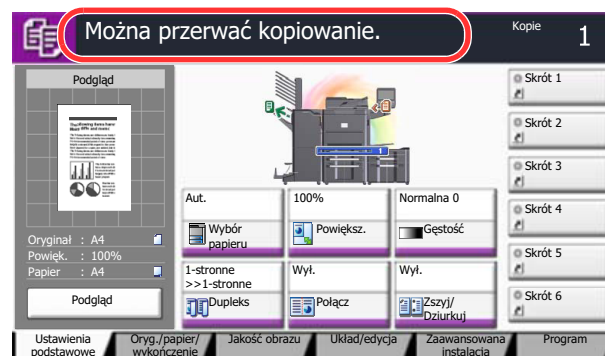 Można przerwać kopiowanie.
Kopie
1
Podgląd
Oryginał : A4
Powięk. : 100%
Papier : A4
Podgląd
1
Aut.
Wybór
papieru
100%
Powiększ.
Normalna 0
Gęstość
1-stronne
>>1-stronne
Dupleks
Wył.
Połącz
Wył.
Zszyj/
Dziurkuj
Skrót 1
Skrót 2
Skrót 3
Skrót 4
Skrót 5
Skrót 6
Ustawienia
podstawowe
Oryg./papier/
wykończenie
Jakość obrazu
Układ/edycja
Zaawansowana
instalacja
Program